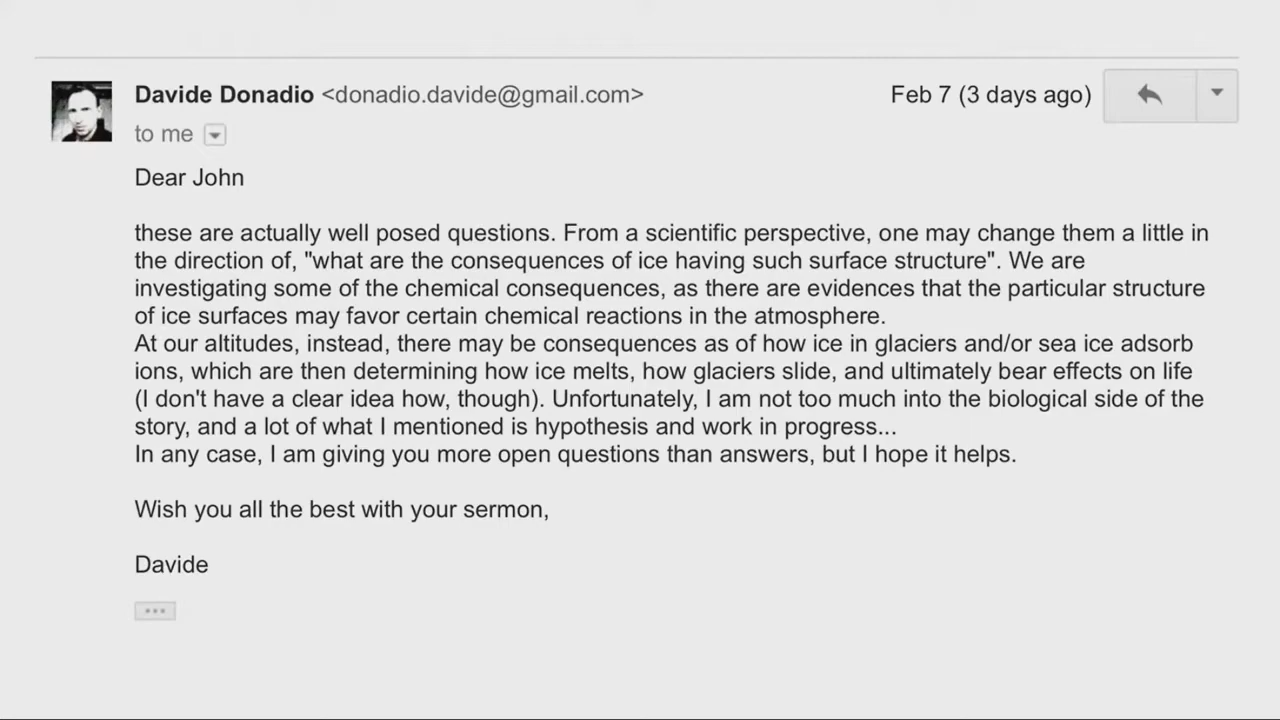 Davide Donadio <donadio.davide@gmail.com> Feb 7 (3 days ago)
to me
Dear John
these are actually well posed questions. From a scientific perspective, one may change them a little in
the direction of, "what are the consequences of ice having such surface structure". We are
investigating some of the chemical consequences, as there are evidences that the particular structure
of ice surfaces may favor certain chemical reactions in the atmosphere.
At our altitudes, instead, there may be consequences as of how ice in glaciers and/or sea ice adsorb
ions, which are then determining how ice melts, how glaciers slide, and ultimately bear effects on life
(I don't have a clear idea how, though). Unfortunately, I am not too much into the biological side of the
story, and a lot of what I mentioned is hypothesis and work in progress...
In any case, I am giving you more open questions than answers, but I hope it helps.
Wish you all the best with your sermon,
Davide